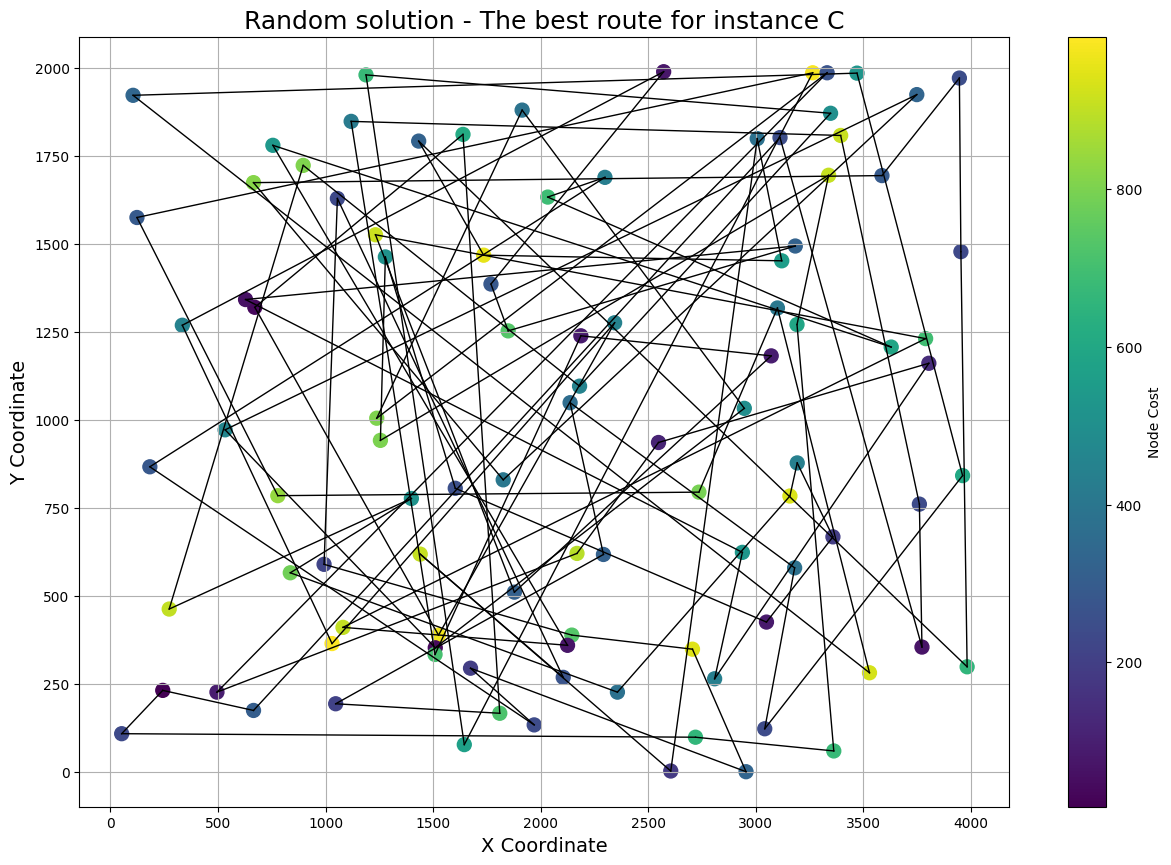 Random solution - The best route for instance C
Y Coordinate
2000
1750
1500
1250
1000
750
500
250
0
0 500 1000 1500 2000 2500 3000 3500 4000
X Coordinate
800
600
400
200
Node Cost